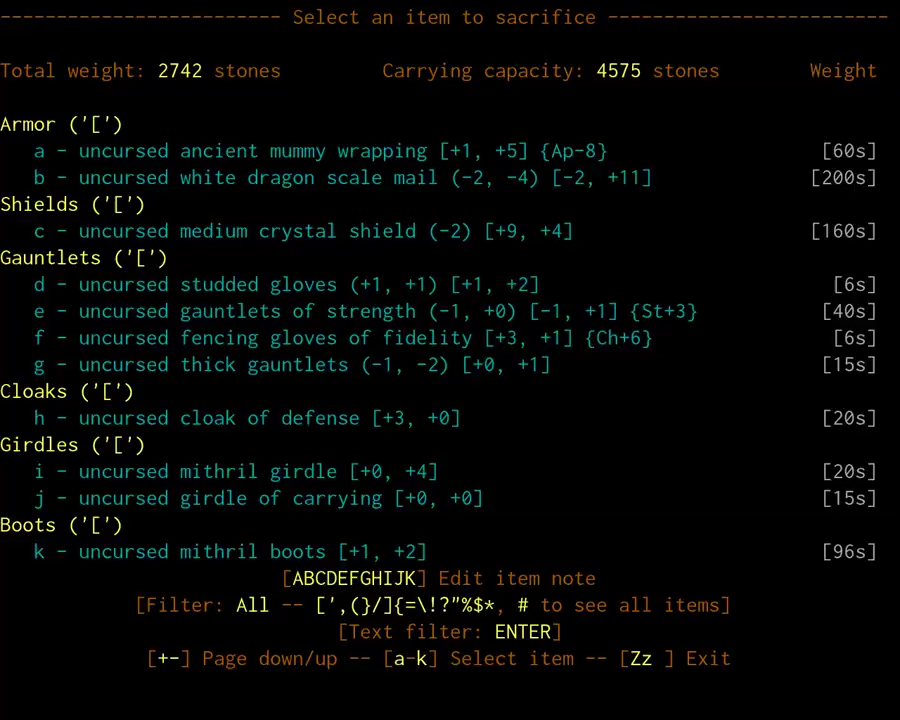 ------------------------- Select an item to sacrifice -------------------------
Total weight: 2742 stones Carrying capacity: 4575 stones Weight
Armor ('[')
a - uncursed ancient mummy wrapping [+1, +5] {Ap-8} [60s]
b - uncursed white dragon scale mail (-2, -4) [-2, +11] [200s]
Shields ('[')
c - uncursed medium crystal shield (-2) [+9, +4] [160s]
Gauntlets ('[')
d - uncursed studded gloves (+1, +1) [+1, +2] [6s]
e - uncursed gauntlets of strength (-1, +0) [-1, +1] {St+3} [40s]
f - uncursed fencing gloves of fidelity [+3, +1] {Ch+6} [6s]
g - uncursed thick gauntlets (-1, -2) [+0, +1] [15s]
Cloaks ('[')
h - uncursed cloak of defense [+3, +0] [20s]
Girdles ('[')
i - uncursed mithril girdle [+0, +4] [20s]
j - uncursed girdle of carrying [+0, +0] [15s]
Boots ('[')
k - uncursed mithril boots [+1, +2] [96s]
[ABCDEFGHIJK] Edit item note
[Filter: All -- [',(}/]{=\!?"%$*, # to see all items]
[Text filter: ENTER]
[+-] Page down/up -- [a-k] Select item -- [Zz ] Exit